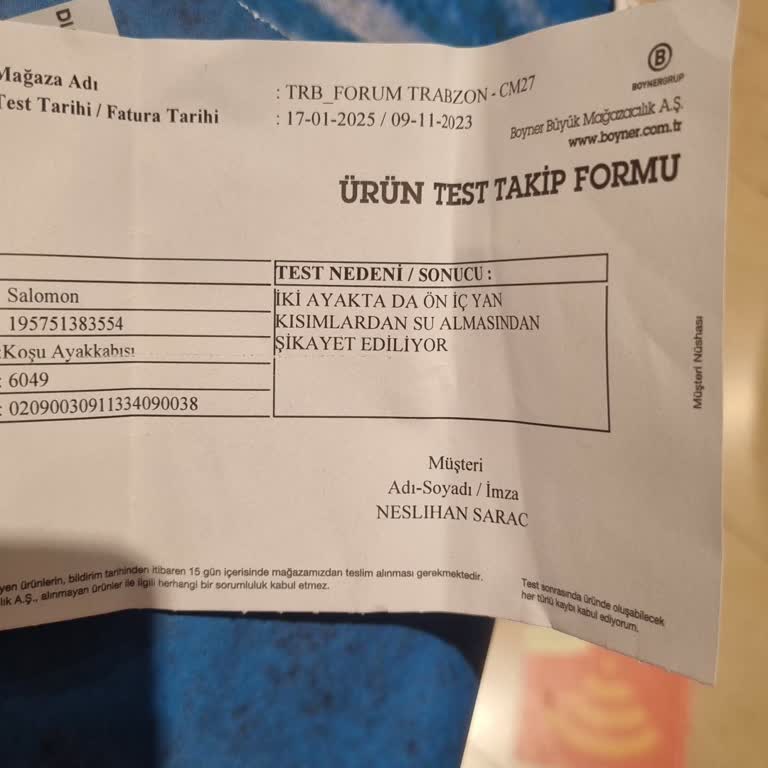 DI
B
BOYNERGRUP
Boyner Büyük Mağazacılık A.Ş.
www.boyner.com.tr
Mağaza Adı : TRB_FORUM TRABZON - CM27
Test Tarihi / Fatura Tarihi : 17-01-2025 / 09-11-2023
ÜRÜN TEST TAKİP FORMU
Salomon
195751383554
:Koşu Ayakkabısı
: 6049
: 02090030911334090038
TEST NEDENİ / SONUCU :
İKİ AYAKTA DA ÖN İÇ YAN
KISIMLARDAN SU ALMASINDAN
ŞİKAYET EDİLİYOR
Müşteri Nüshası
Müşteri
Adı-Soyadı / İmza
NESLIHAN SARAC
yen ürünlerin, bildirim tarihinden itibaren 15 gün içerisinde mağazamızdan teslim alınması gerekmektedir.
lık A.Ş., alınmayan ürünler ile ilgili herhangi bir sorumluluk kabul etmez.
Test sonrasında üründe oluşabilecek
her türlü kaybı kabul ediyorum.